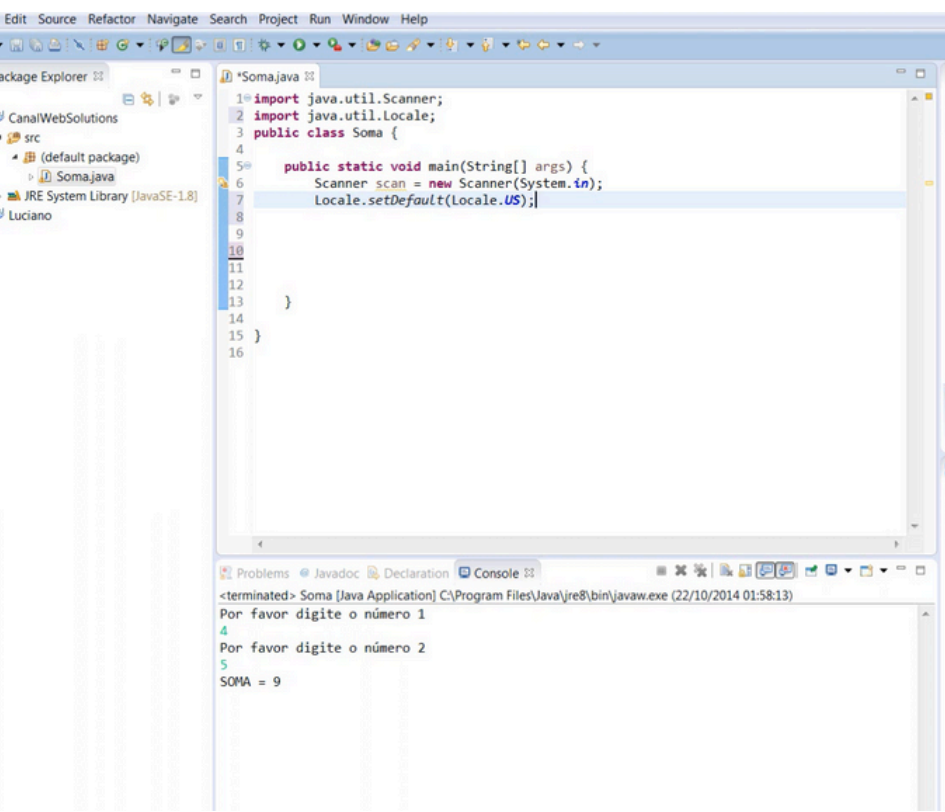 Edit Source Refactor Navigate Search Project Run Window Help
ackage Explorer
CanalWebSolutions
src
(default package)
Soma.java
JRE System Library [JavaSE-1.8]
Luciano
*Soma.java
1 import java.util.Scanner;
2 import java.util.Locale;
3 public class Soma {
4
5 public static void main(String[] args) {
6 Scanner scan = new Scanner(System.in);
7 Locale.setDefault(Locale.US);
8
9
10
11
12
13 }
14
15 }
16
Problems Javadoc Declaration Console
<terminated> Soma [Java Application] C:\Program Files\Java\jre8\bin\javaw.exe (22/10/2014 01:58:13)
Por favor digite o número 1
4
Por favor digite o número 2
5
SOMA = 9